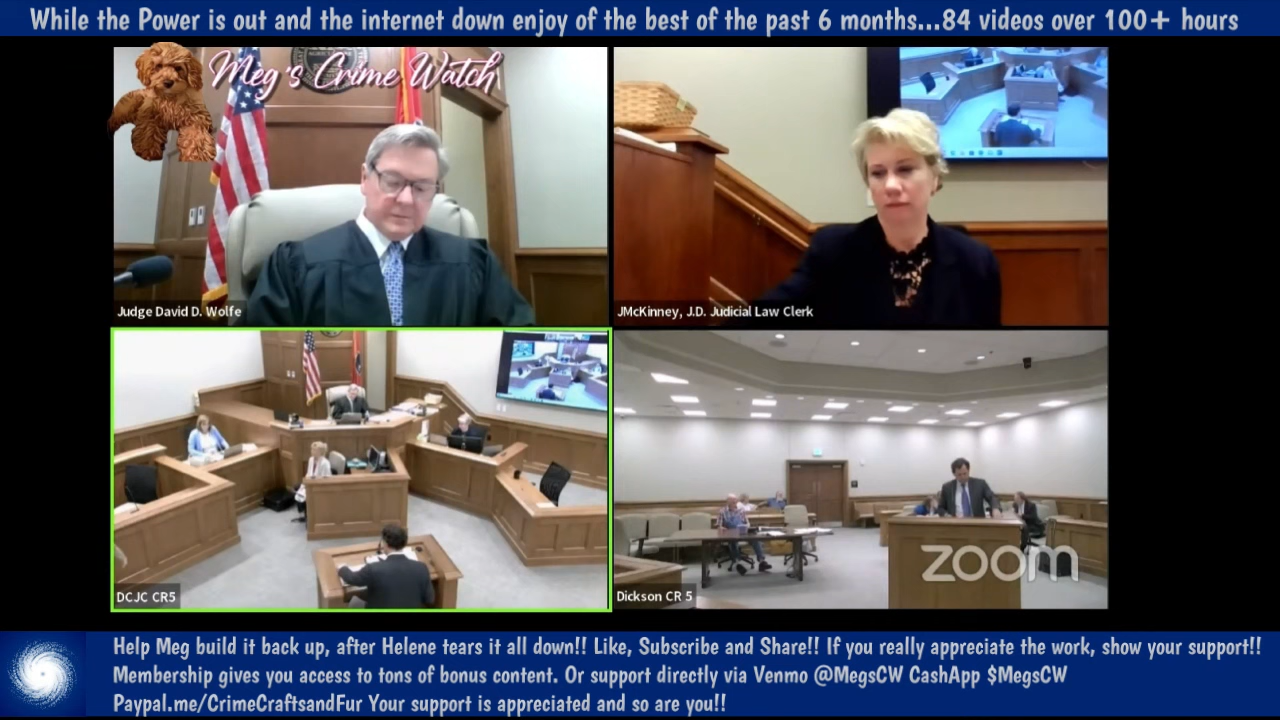 While the Power is out and the internet down enjoy of the best of the past 6 months...84 videos over 100+ hours
Meg's Crime Watch
Judge David D. Wolfe
JMcKinney, J.D. Judicial Law Clerk
DCJC CR5
zoom
Dickson CR 5
Help Meg build it back up, after Helene tears it all down!! Like, Subscribe and Share!! If you really appreciate the work, show your support!!
Membership gives you access to tons of bonus content. Or support directly via Venmo @MegsCW CashApp $MegsCW
Paypal.me/CrimeCraftsandFur Your support is appreciated and so are you!!